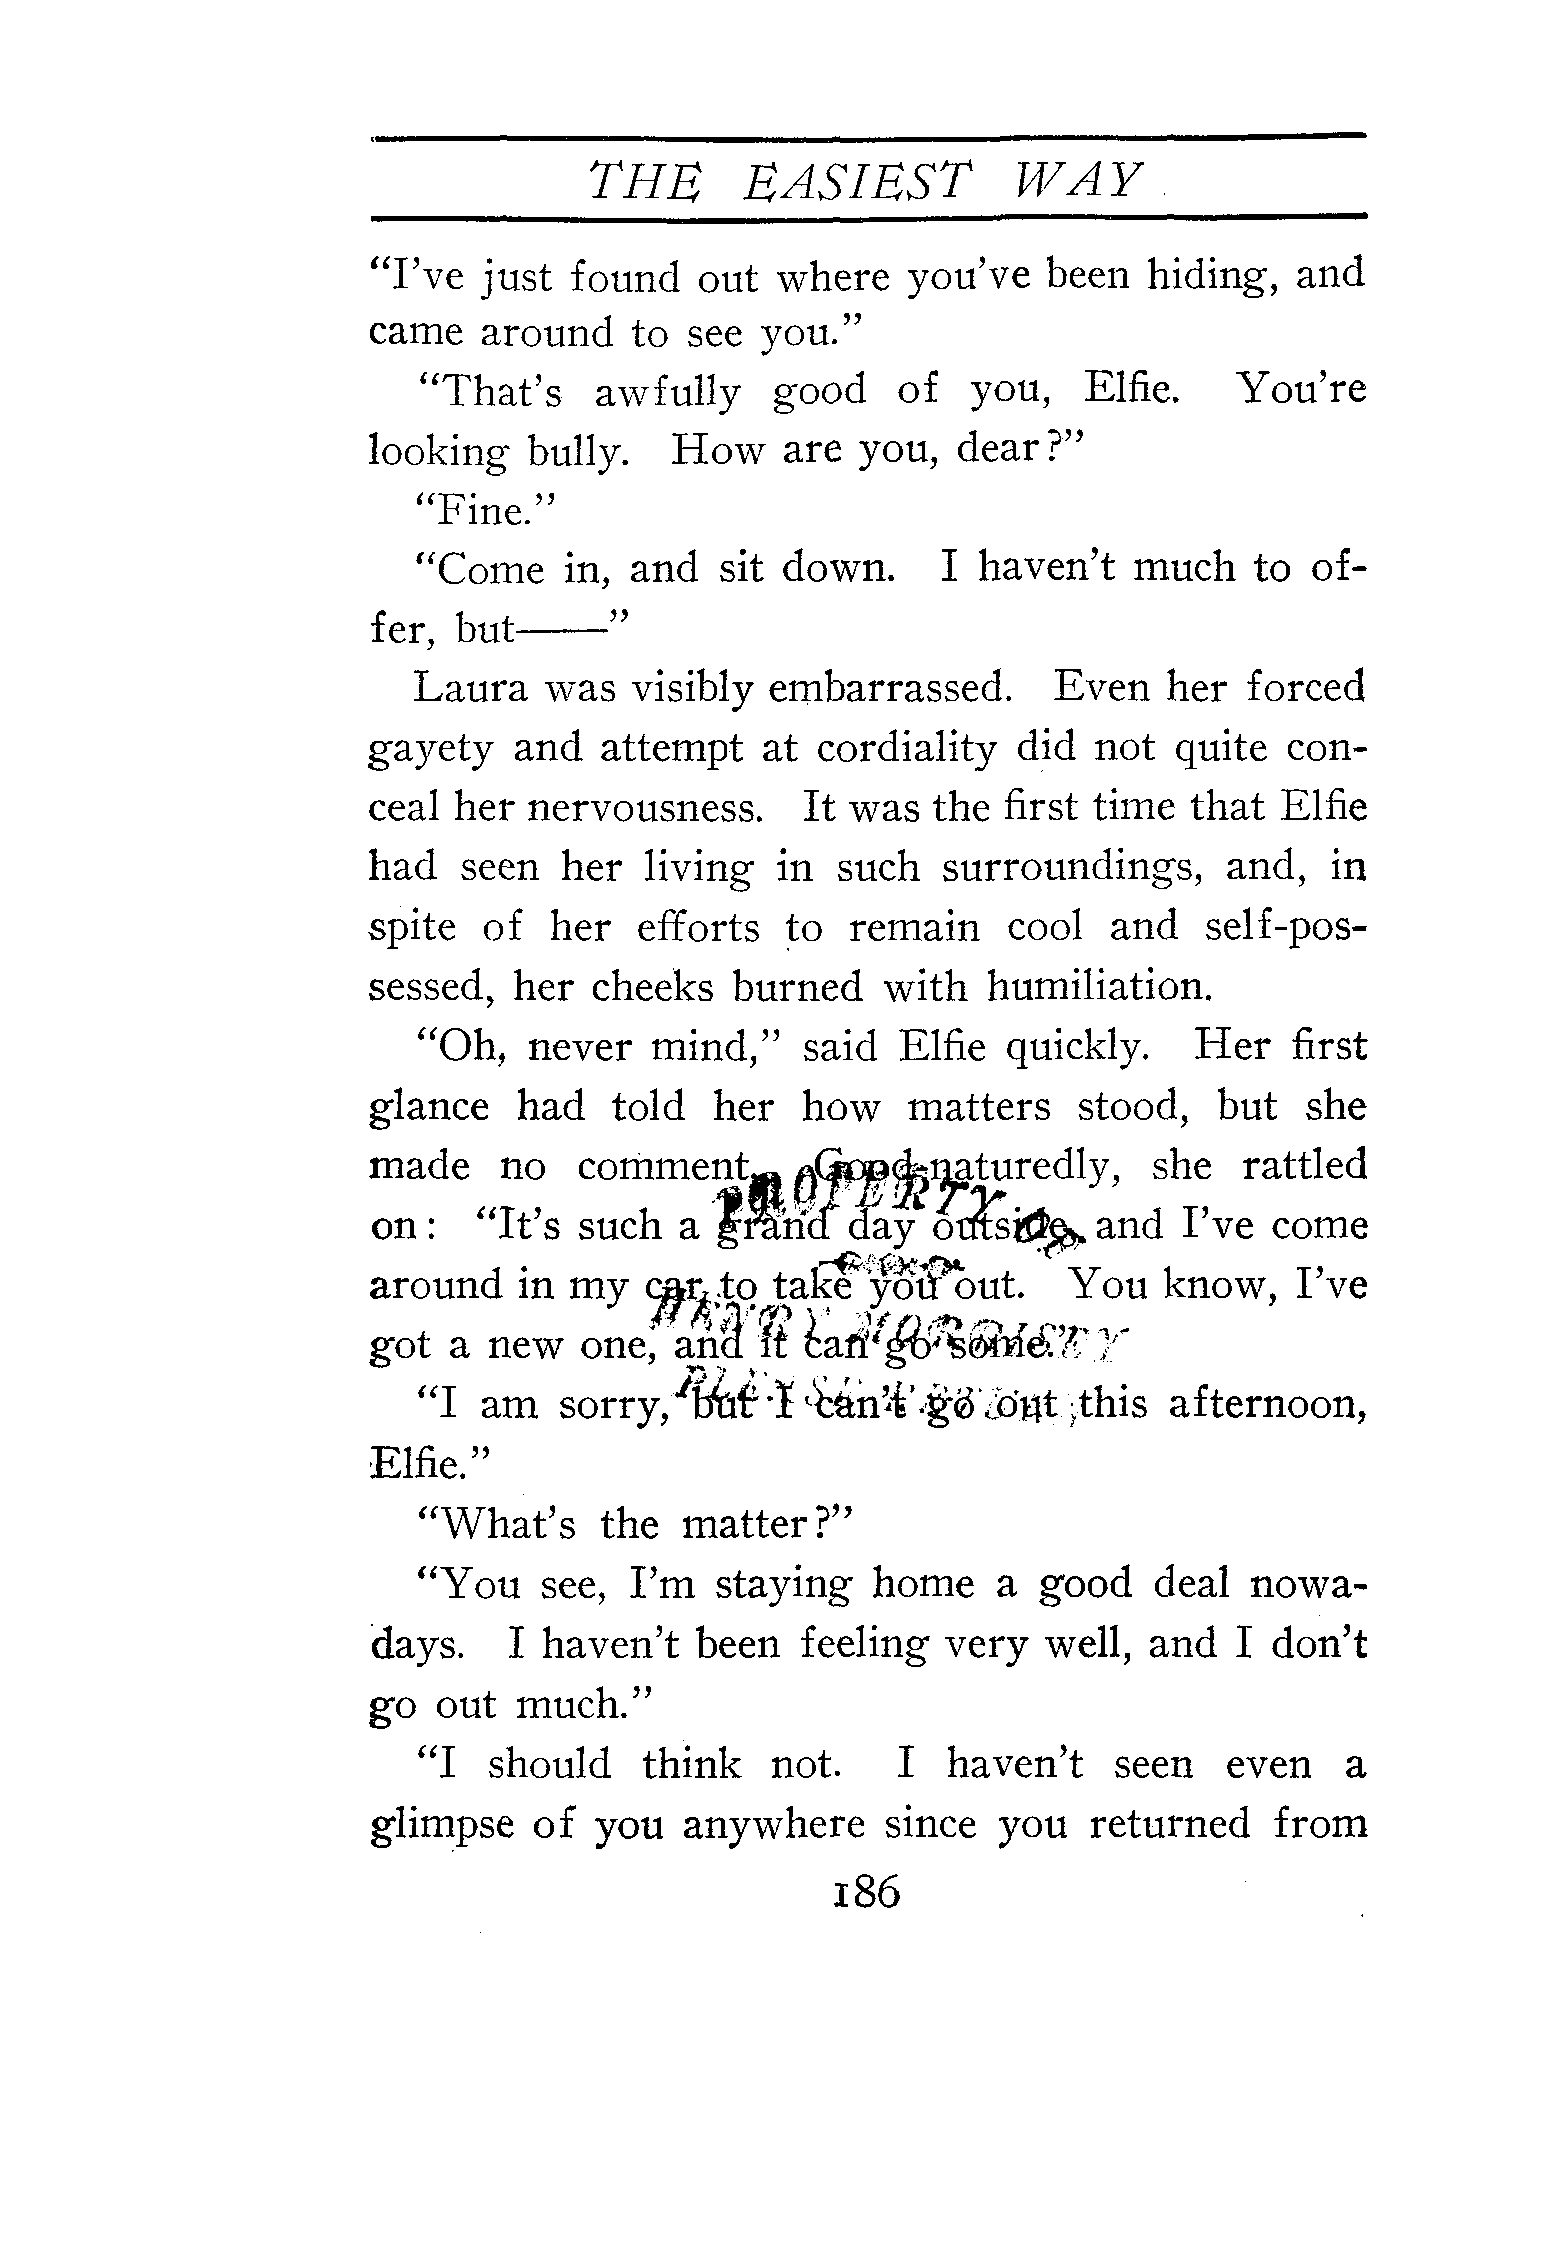 THE EASIEST WAY
“I’ve just found out where you’ve been hiding, and
came around to see you.”
“That’s awfully good of you, Elfie. You’re
looking bully. How are you, dear?”
“Fine.”
“Come in, and sit down. I haven’t much to of-
fer, but——”
Laura was visibly embarrassed. Even her forced
gayety and attempt at cordiality did not quite con-
ceal her nervousness. It was the first time that Elfie
had seen her living in such surroundings, and, in
spite of her efforts to remain cool and self-pos-
sessed, her cheeks burned with humiliation.
“Oh, never mind,” said Elfie quickly. Her first
glance had told her how matters stood, but she
made no comment. Good-naturedly, she rattled
PROPERTY OF
on: “It’s such a grand day outside, and I’ve come
around in my car to take you out. You know, I’ve
got a new one, and it can go some.”
“I am sorry, but I can’t go out this afternoon,
Elfie.”
“What’s the matter?”
“You see, I’m staying home a good deal nowa-
days. I haven’t been feeling very well, and I don’t
go out much.”
“I should think not. I haven’t seen even a
glimpse of you anywhere since you returned from
186